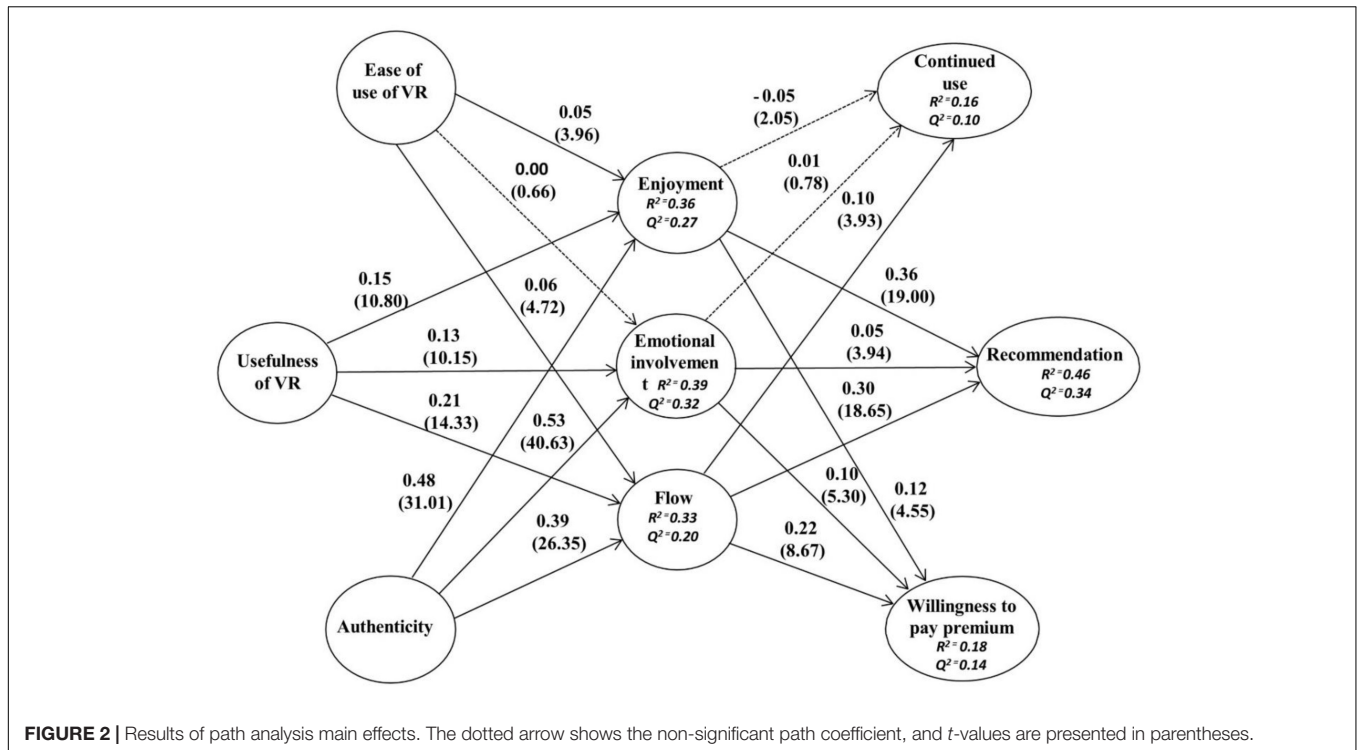 Ease of
use of VR
Continued
use
R²=0.16
Q²=0.10
0.05
(3.96)
-0.05
(2.05)
0.00
(0.66)
0.01
(0.78)
Enjoyment
R²=0.36
Q²=0.27
0.10
(3.93)
0.15
(10.80)
0.06
(4.72)
0.36
(19.00)
Usefulness
of VR
0.13
(10.15)
Emotional
involvemen
t R²=0.39
Q²=0.32
0.05
(3.94)
Recommendation
R²=0.46
Q²=0.34
0.21
(14.33)
0.53
(40.63)
0.30
(18.65)
0.48
(31.01)
0.39
(26.35)
Flow
R²=0.33
Q²=0.20
0.10
(5.30)
0.12
(4.55)
0.22
(8.67)
Authenticity
Willingness to
pay premium
R²=0.18
Q²=0.14
FIGURE 2 | Results of path analysis main effects. The dotted arrow shows the non-significant path coefficient, and t-values are presented in parentheses.